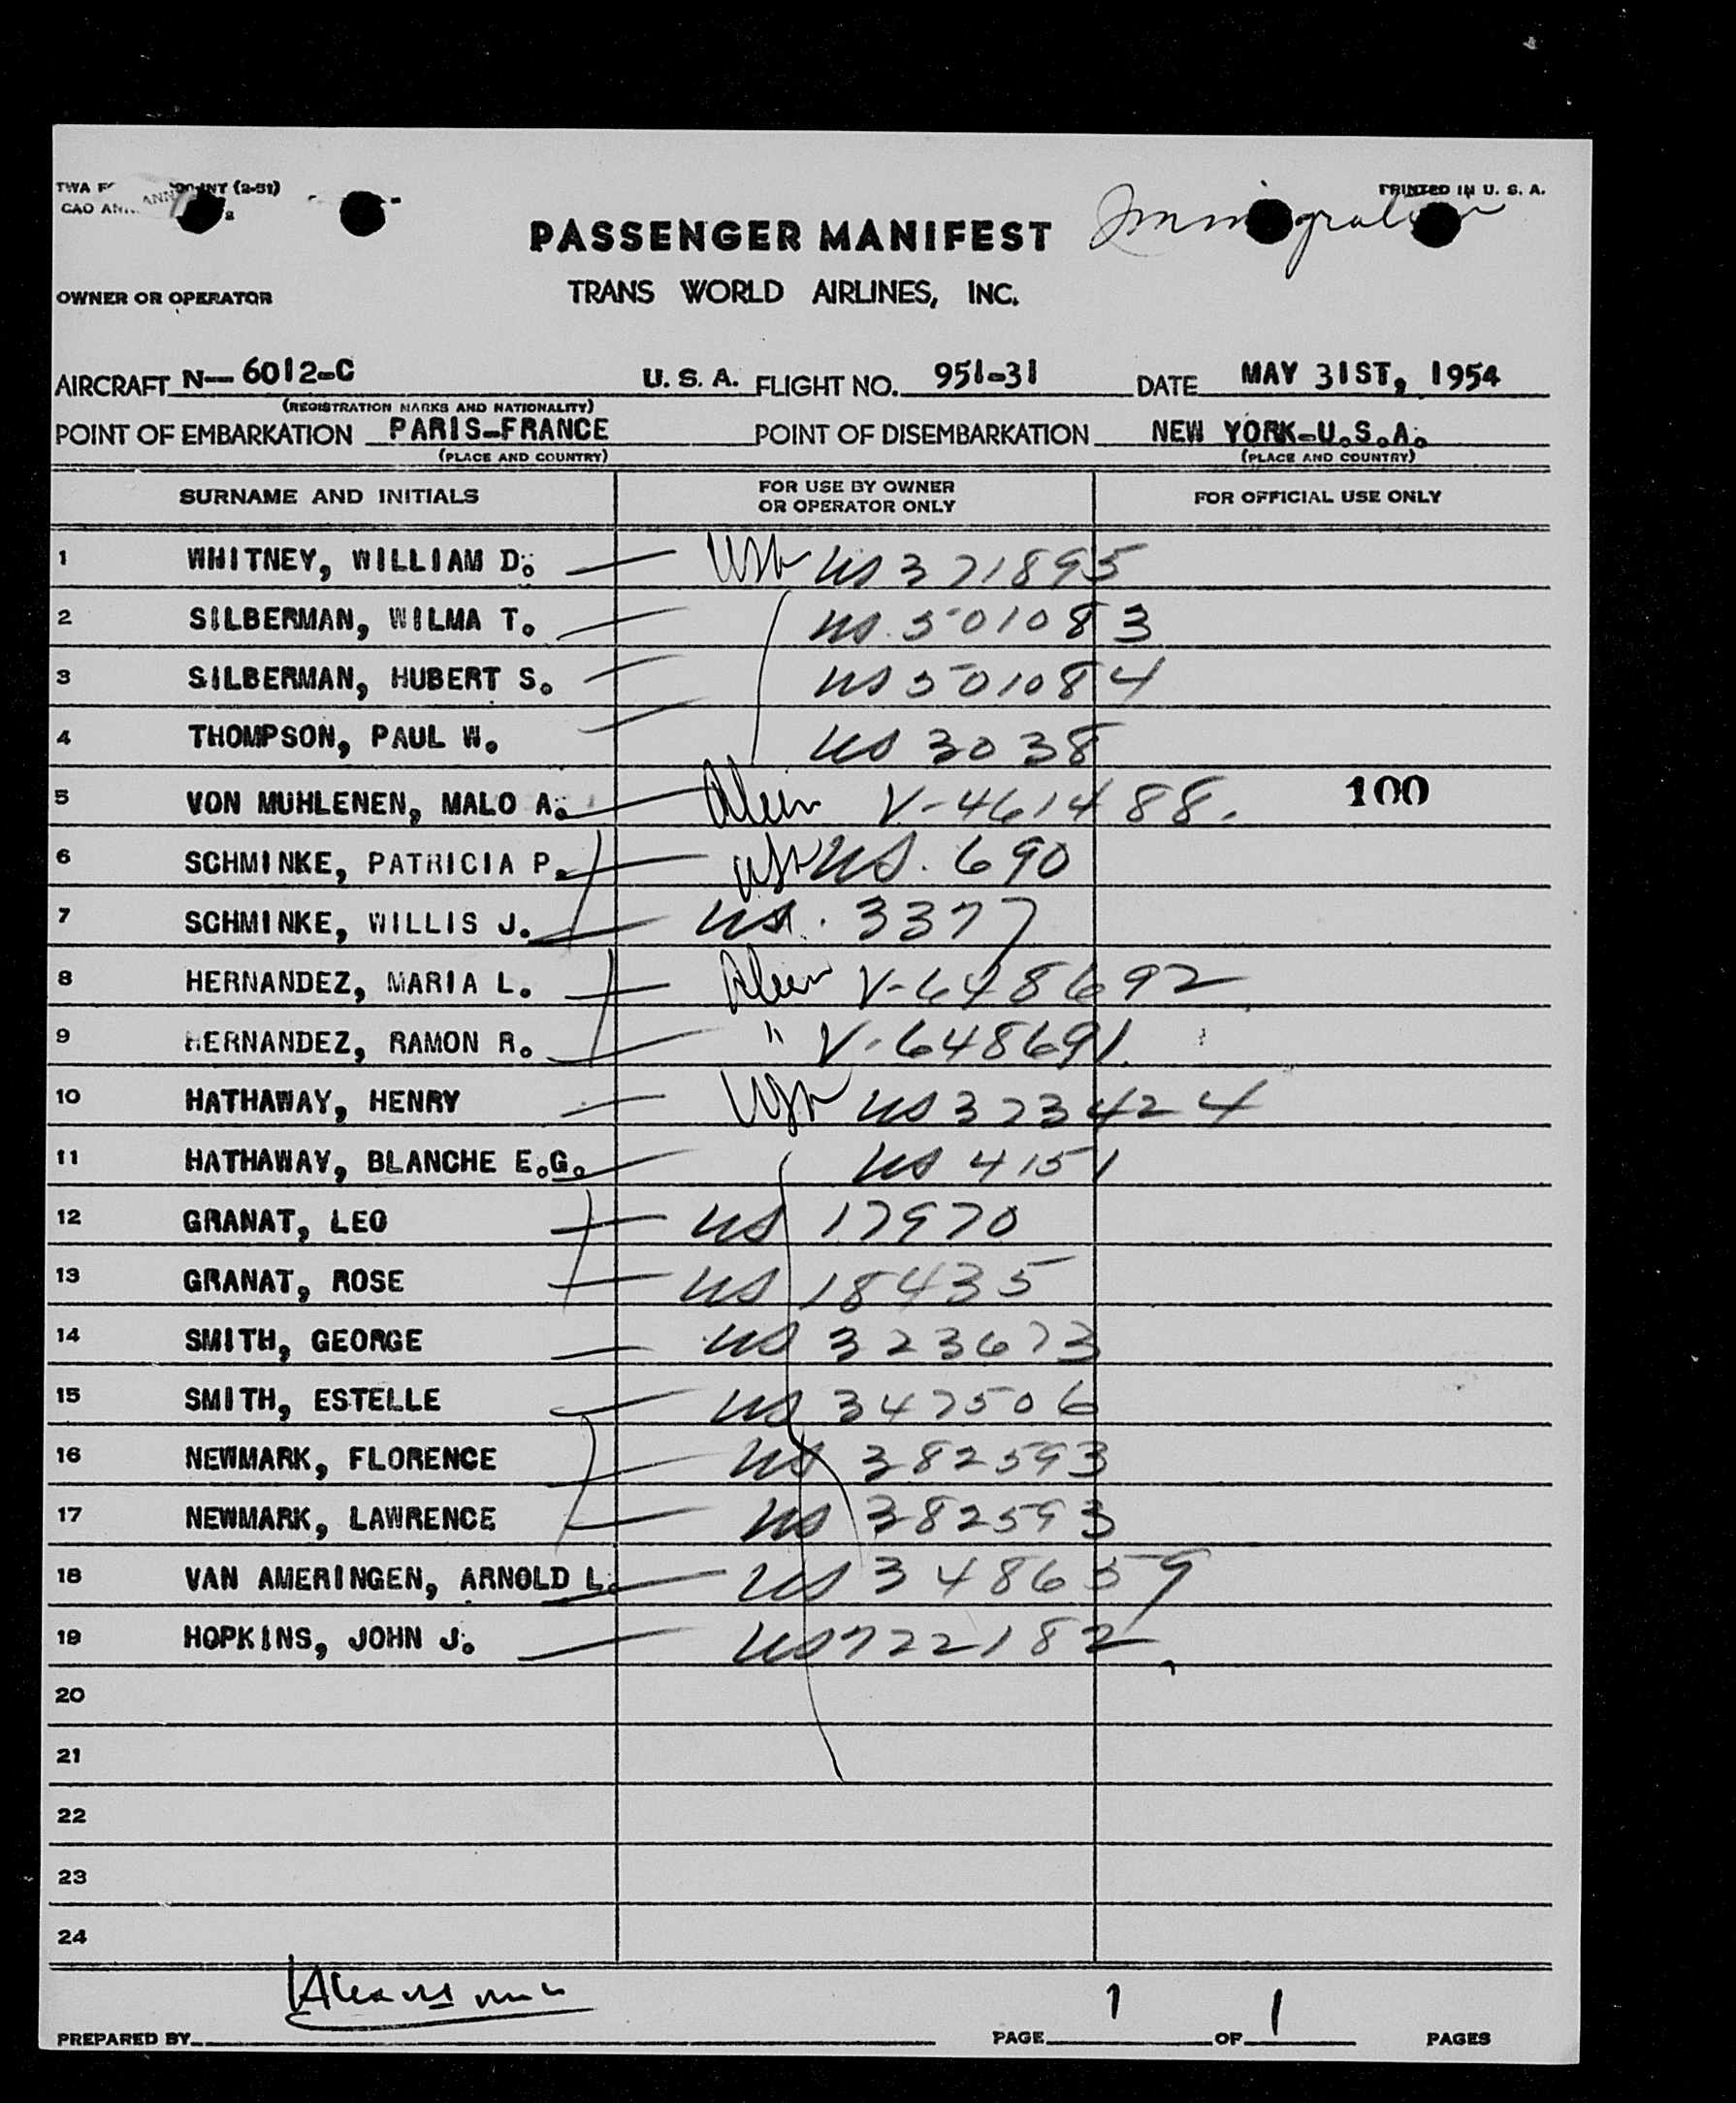 (2-51)
PRINTED IN U. S. A.
Immigration
PASSENGER MANIFEST
OWNER OR OPERATOR TRANS WORLD AIRLINES, INC.
AIRCRAFT N— 6012-C U. S. A. FLIGHT NO. 951-31 DATE MAY 31ST, 1954
(REGISTRATION MARKS AND NATIONALITY)
POINT OF EMBARKATION PARIS-FRANCE POINT OF DISEMBARKATION NEW YORK-U.S.A.
(PLACE AND COUNTRY) (PLACE AND COUNTRY)
SURNAME AND INITIALS FOR USE BY OWNER OR OPERATOR ONLY FOR OFFICIAL USE ONLY
1 WHITNEY, WILLIAM D. USA US 371895
2 SILBERMAN, WILMA T. US. 501083
3 SILBERMAN, HUBERT S. US 501084
4 THOMPSON, PAUL W. US 3038
5 VON MUHLENEN, MALO A. Alien V-461488. 100
6 SCHMINKE, PATRICIA P. USA US. 690
7 SCHMINKE, WILLIS J. US. 3377
8 HERNANDEZ, MARIA L. Alien V-648692
9 HERNANDEZ, RAMON R. " V-648691
10 HATHAWAY, HENRY USA US 373424
11 HATHAWAY, BLANCHE E.G. US 4151
12 GRANAT, LEO US 17970
13 GRANAT, ROSE US 18435
14 SMITH, GEORGE US 323673
15 SMITH, ESTELLE US 347506
16 NEWMARK, FLORENCE US 382593
17 NEWMARK, LAWRENCE US 382593
18 VAN AMERINGEN, ARNOLD L. US 348659
19 HOPKINS, JOHN J. US 722182
20
21
22
23
24
PREPARED BY PAGE 1 OF 1 PAGES